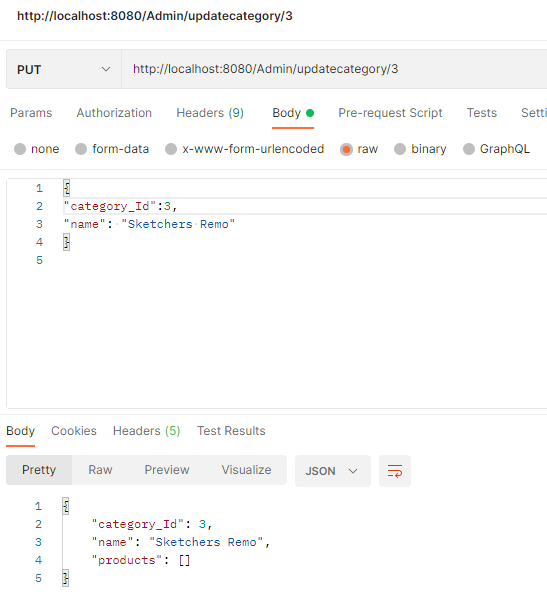 http://localhost:8080/Admin/updatecategory/3
PUT http://localhost:8080/Admin/updatecategory/3
Params Authorization Headers (9) Body Pre-request Script Tests Setti
none form-data x-www-form-urlencoded raw binary GraphQL
1 {
2 "category_Id":3,
3 "name": "Sketchers Remo"
4 }
5
Body Cookies Headers (5) Test Results
Pretty Raw Preview Visualize JSON
1 {
2 "category_Id": 3,
3 "name": "Sketchers Remo",
4 "products": []
5 }